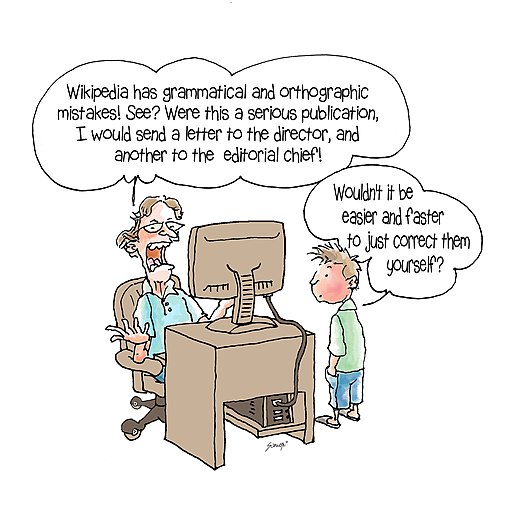 Wikipedia has grammatical and orthographic
mistakes! See? Were this a serious publication,
I would send a letter to the director, and
another to the editorial chief!
Wouldn't it be
easier and faster
to just correct them
yourself?